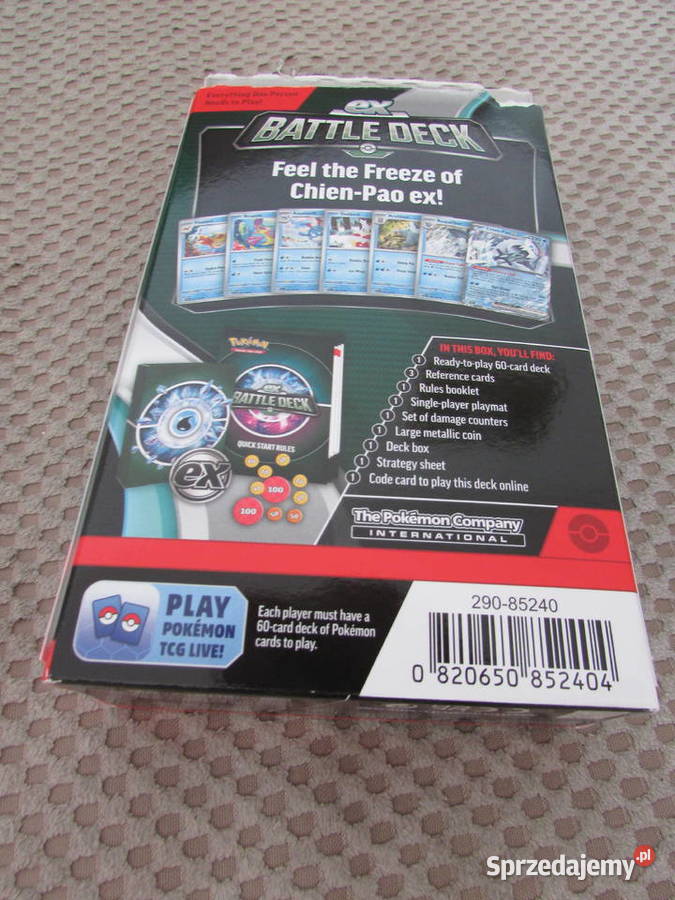 Everything One Person
Needs to Play!
ex
BATTLE DECK
Feel the Freeze of
Chien-Pao ex!
Pokémon
ex
BATTLE DECK
QUICK START RULES
ex
100
200
IN THIS BOX, YOU'LL FIND:
1 Ready-to-play 60-card deck
3 Reference cards
1 Rules booklet
1 Single-player playmat
1 Set of damage counters
1 Large metallic coin
1 Deck box
1 Strategy sheet
1 Code card to play this deck online
The Pokémon Company
INTERNATIONAL
PLAY
POKÉMON
TCG LIVE!
Each player must have a
60-card deck of Pokémon
cards to play.
290-85240
0 820650 852404
Sprzedajemy.pl